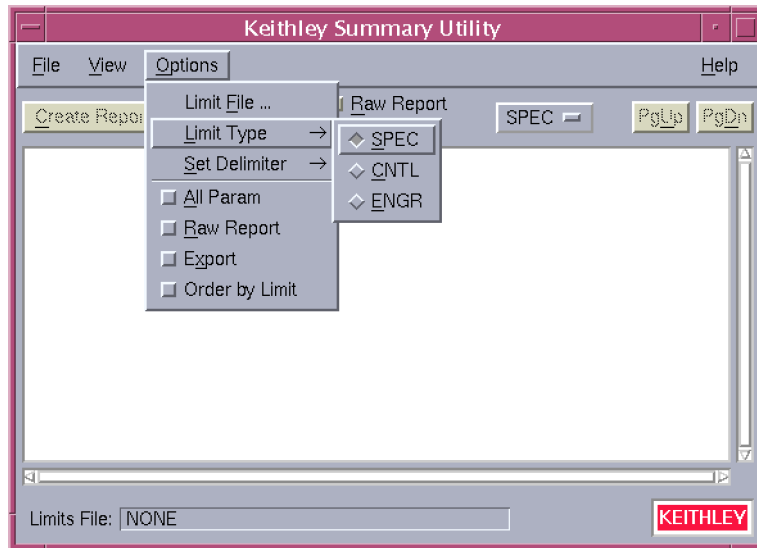 Keithley Summary Utility
File View Options Help
Create Repor Raw Report SPEC PgUp PgDn
Limit File ...
Limit Type →
Set Delimiter →
All Param
Raw Report
Export
Order by Limit
SPEC
CNTL
ENGR
Limits File: NONE
KEITHLEY